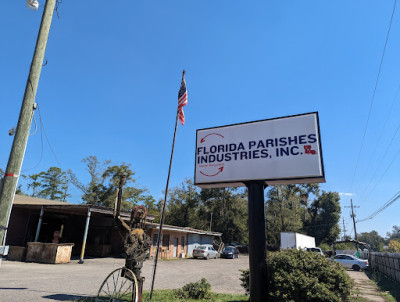 FLORIDA PARISHES
INDUSTRIES, INC.